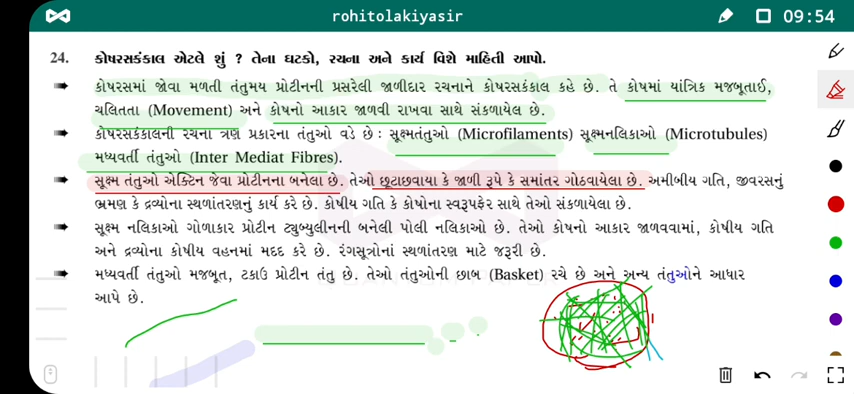 rohitolakiyasir
09:54
24. કોષરસકંકાલ એટલે શું ? તેના ઘટકો, રચના અને કાર્ય વિશે માહિતી આપો.
કોષરસમાં જોવા મળતી તંતુમય પ્રોટીનની પ્રસરેલી જાળીદાર રચનાને કોષરસકંકાલ કહે છે. તે કોષમાં યાંત્રિક મજબૂતાઈ,
ચલિતતા (Movement) અને કોષનો આકાર જાળવી રાખવા સાથે સંકળાયેલ છે.
કોષરસકંકાલની રચના ત્રણ પ્રકારના તંતુઓ વડે છે : સૂક્ષ્મતંતુઓ (Microfilaments) સૂક્ષ્મનલિકાઓ (Microtubules)
મધ્યવર્તી તંતુઓ (Inter Mediat Fibres).
સૂક્ષ્મ તંતુઓ એક્ટિન જેવા પ્રોટીનના બનેલા છે. તેઓ છૂટાછવાયા કે જાળી રૂપે કે સમાંતર ગોઠવાયેલા છે. અમીબીય ગતિ, જીવરસનું
ભ્રમણ કે દ્રવ્યોના સ્થળાંતરણનું કાર્ય કરે છે. કોષીય ગતિ કે કોષોના સ્વરૂપફેર સાથે તેઓ સંકળાયેલા છે.
સૂક્ષ્મ નલિકાઓ ગોળાકાર પ્રોટીન ટ્યુબ્યુલીનની બનેલી પોલી નલિકાઓ છે. તેઓ કોષનો આકાર જાળવવામાં, કોષીય ગતિ
અને દ્રવ્યોના કોષીય વહનમાં મદદ કરે છે. રંગસૂત્રોનાં સ્થળાંતરણ માટે જરૂરી છે.
મધ્યવર્તી તંતુઓ મજબૂત, ટકાઉ પ્રોટીન તંતુ છે. તેઓ તંતુઓની છાબ (Basket) રચે છે અને અન્ય તંતુઓને આધાર
આપે છે.